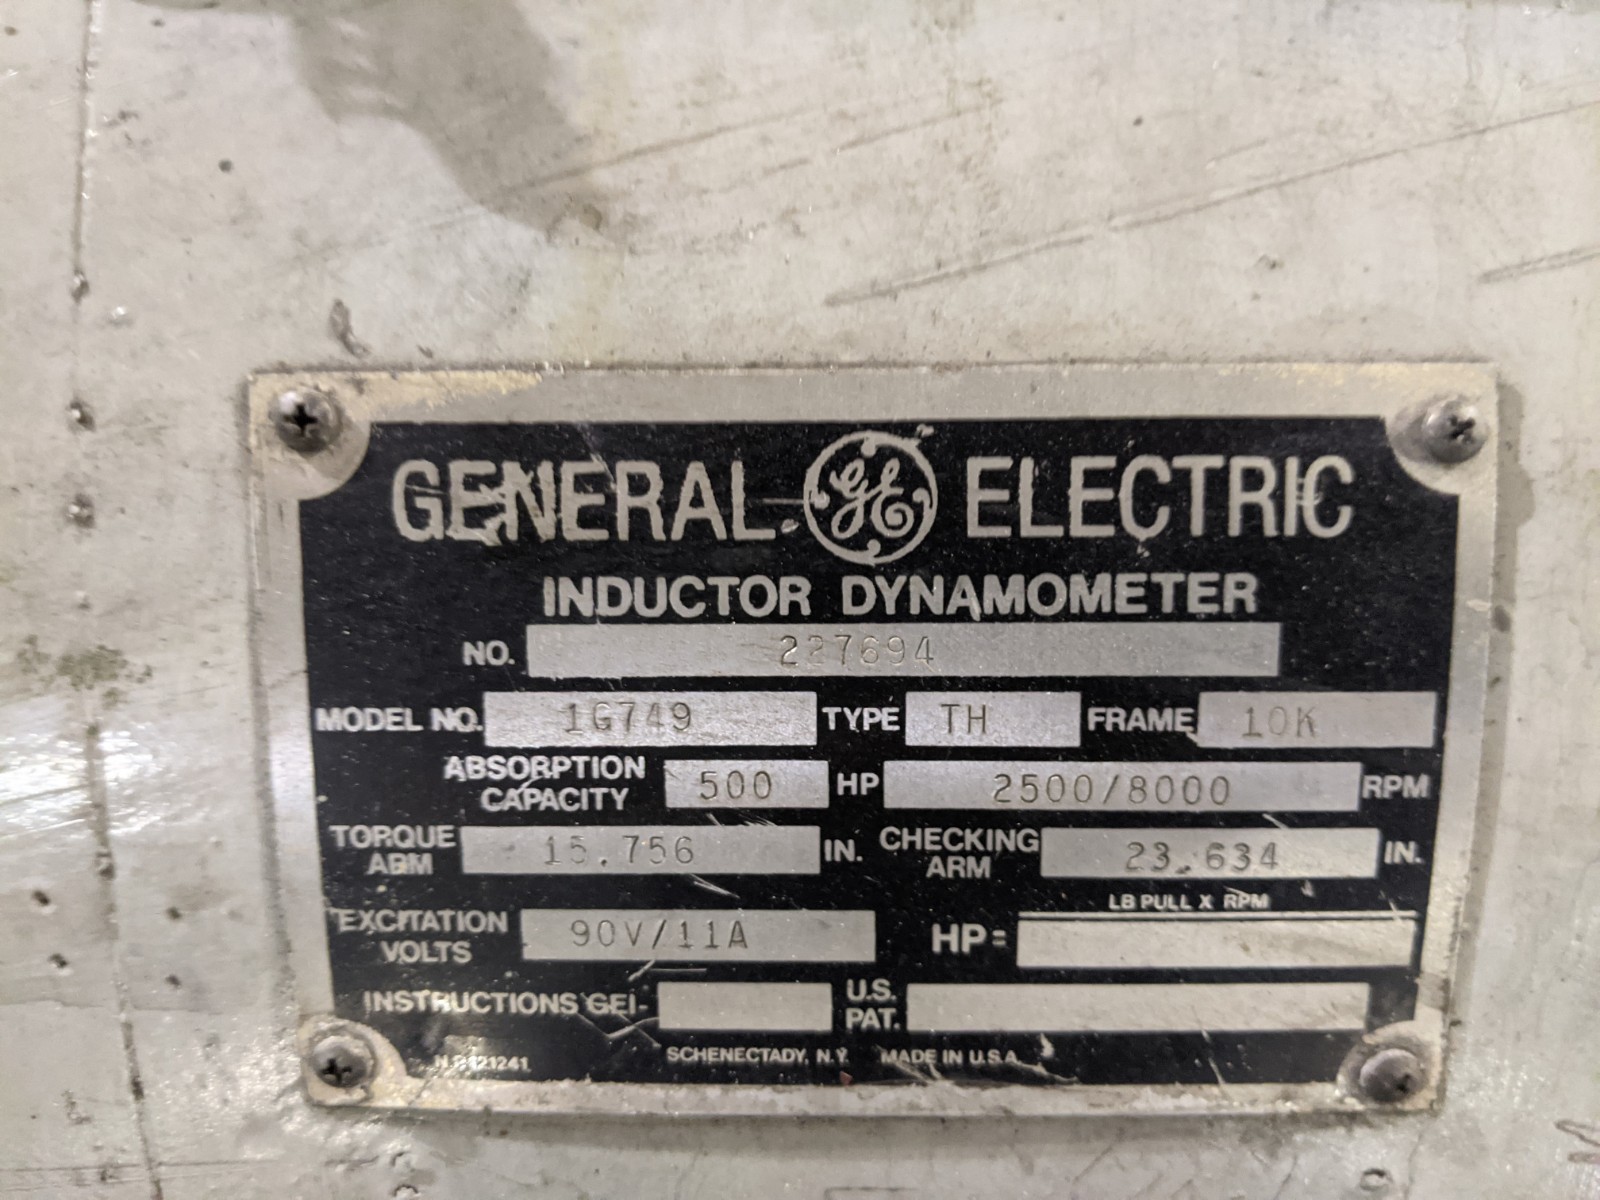 GENERAL GE ELECTRIC
INDUCTOR DYNAMOMETER
NO. 227694
MODEL NO. 1G749 TYPE TH FRAME 10K
ABSORPTION CAPACITY 500 HP 2500/8000 RPM
TORQUE ARM 15.756 IN. CHECKING ARM 23.634 IN.
EXCITATION VOLTS 90V/11A HP = LB PULL X RPM
INSTRUCTIONS GEI- U.S. PAT.
SCHENECTADY, N.Y. MADE IN U.S.A.